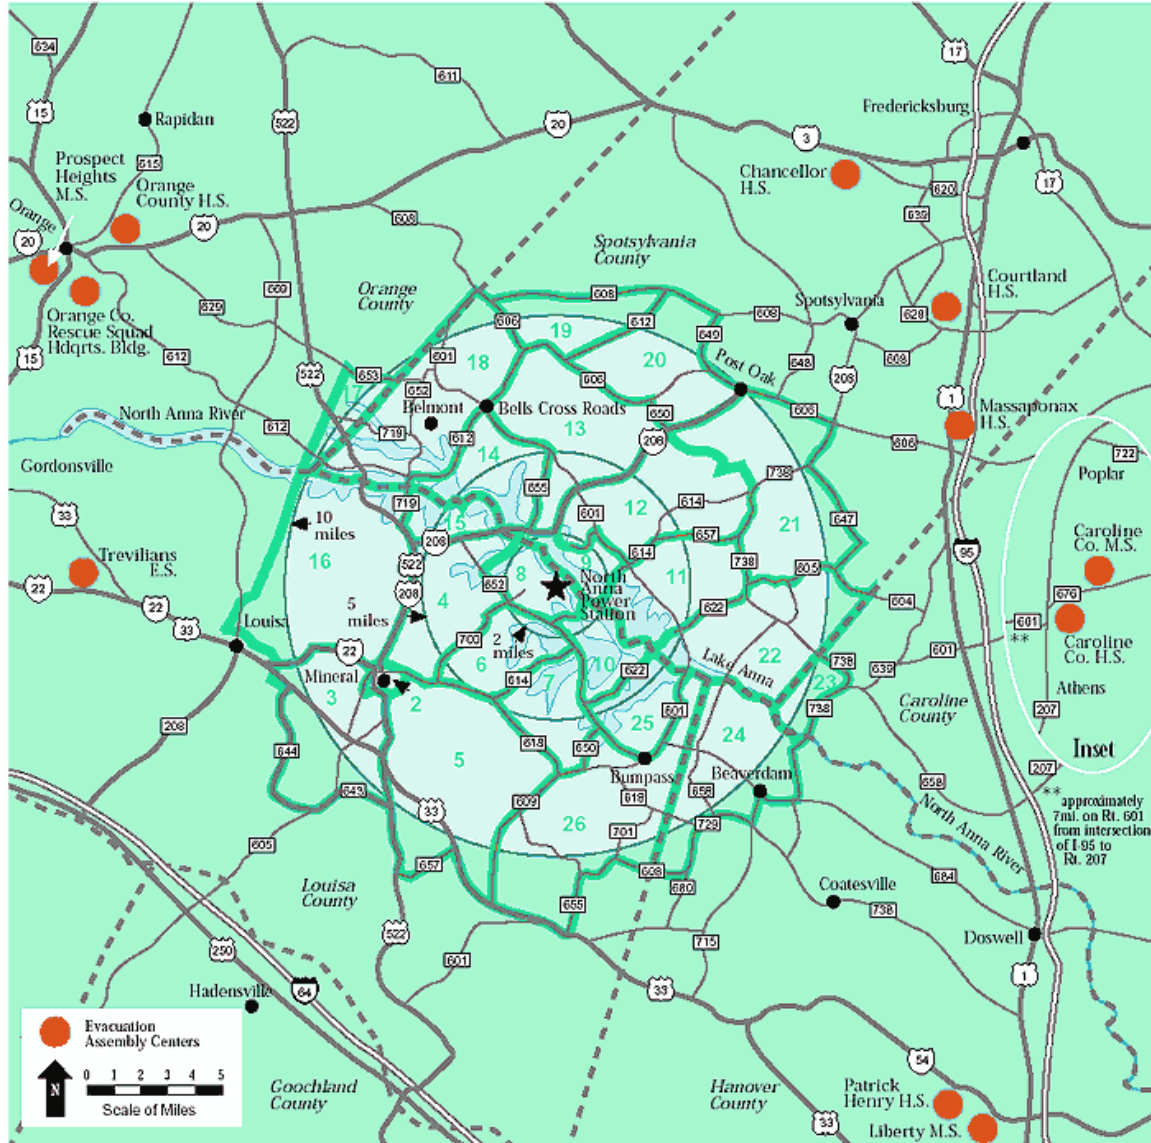 634
611
17
15
Rapidan
522
20
3
Fredericksburg
Prospect
Heights
M.S.
615
Orange
County H.S.
Chancellor
H.S.
620
17
639
Orange
20
20
608
Spotsylvania
County
669
Orange
County
629
Orange Co.
Rescue Squad
Hdqrts. Bldg.
15
612
608
606
19
612
649
608
Spotsylvania
Courtland
H.S.
628
608
648
208
522
653
601
18
20
Post Oak
652
17
606
Belmont
Bells Cross Roads
650
606
1
Massaponax
H.S.
North Anna River
612
719
612
13
208
606
722
Gordonsville
14
738
Poplar
33
719
655
614
12
601
647
21
10
miles
15
208
657
95
Caroline
Co. M.S.
Trevilians
E.S.
16
522
614
738
605
8
9
11
652
North
Anna
Power
Station
676
22
22
33
208
4
622
604
601
**
Caroline
Co. H.S.
Louisa
5
miles
2
miles
700
22
6
10
Lake Anna
22
738
639
601
Mineral
614
622
7
23
Athens
3
2
601
738
Caroline
County
207
208
25
24
644
618
650
Inset
5
Bumpass
Beaverdam
658
207
643
609
618
658
**
approximately
7mi. on Rt. 601
from intersection
of I-95 to
Rt. 207
33
26
701
729
North Anna River
605
657
608
680
684
Louisa
County
655
Coatesville
738
522
715
Doswell
250
601
1
Hadensville
64
33
Evacuation
Assembly Centers
N
0 1 2 3 4 5
Scale of Miles
54
Goochland
County
Hanover
County
Patrick
Henry H.S.
33
Liberty M.S.